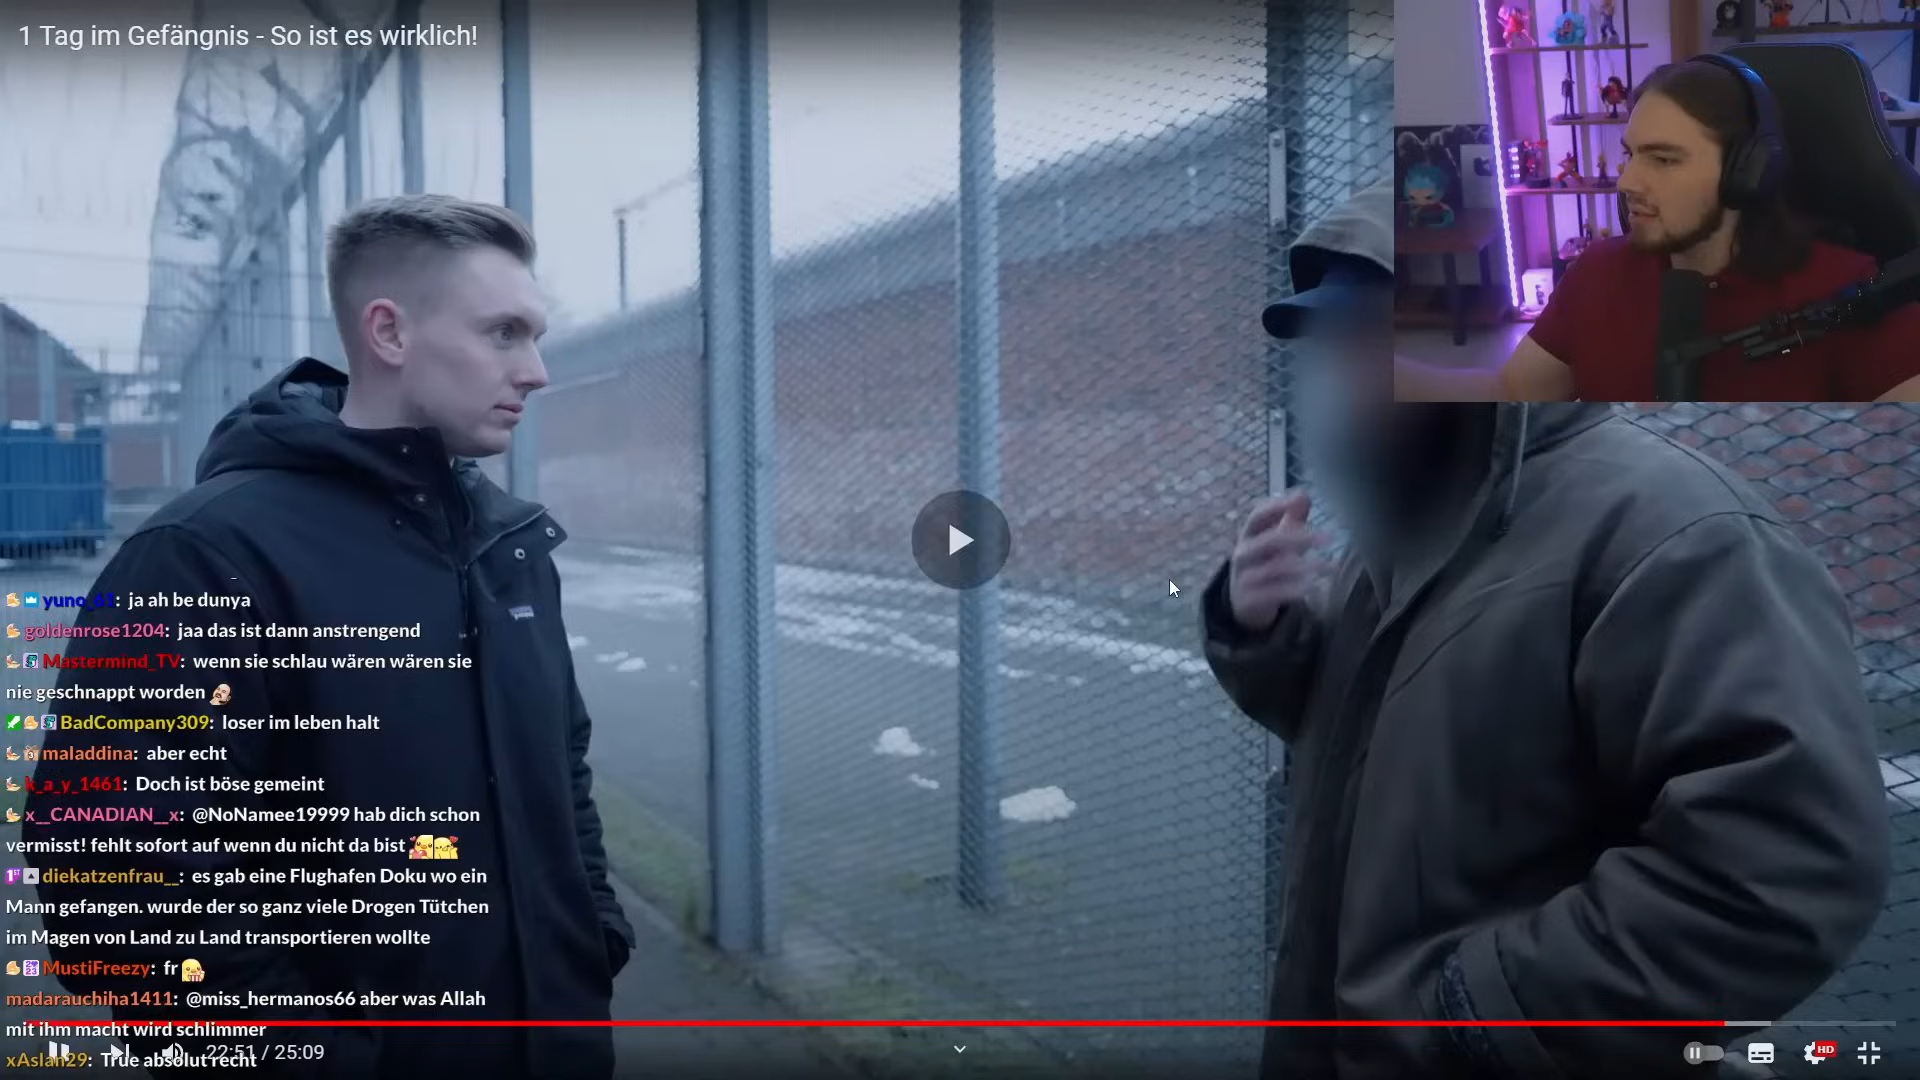 1 Tag im Gefängnis - So ist es wirklich!
yuno_61: ja ah be dunya
goldenrose1204: jaa das ist dann anstrengend
Mastermind_TV: wenn sie schlau wären wären sie
nie geschnappt worden
BadCompany309: loser im leben halt
maladdina: aber echt
k_a_y_1461: Doch ist böse gemeint
x__CANADIAN__x: @NoNamee19999 hab dich schon
vermisst! fehlt sofort auf wenn du nicht da bist
diekatzenfrau__: es gab eine Flughafen Doku wo ein
Mann gefangen. wurde der so ganz viele Drogen Tütchen
im Magen von Land zu Land transportieren wollte
MustiFreezy: fr
madarauchiha1411: @miss_hermanos66 aber was Allah
mit ihm macht wird schlimmer
xAslan29: True absolut recht
22:51 / 25:09
HD